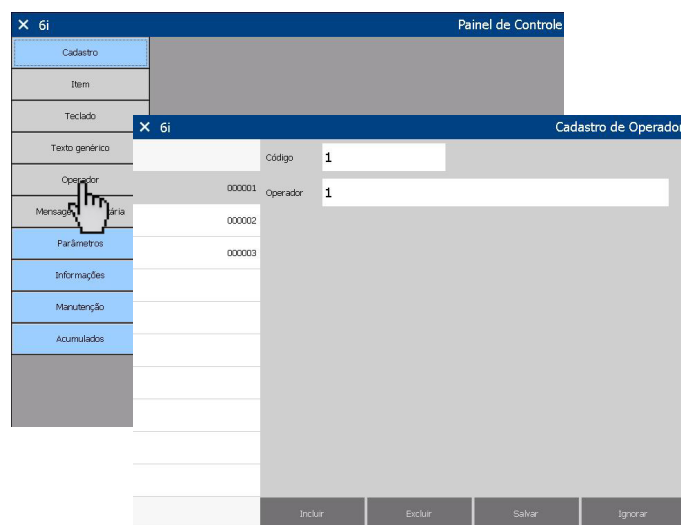 ✕ 6i Painel de Controle
Cadastro
Item
Teclado
Texto genérico
Operador
Parâmetros
Informações
Manutenção
Acumulados
✕ 6i Cadastro de Operador
Código 1
000001 Operador 1
000002
000003
Incluir Excluir Salvar Ignorar